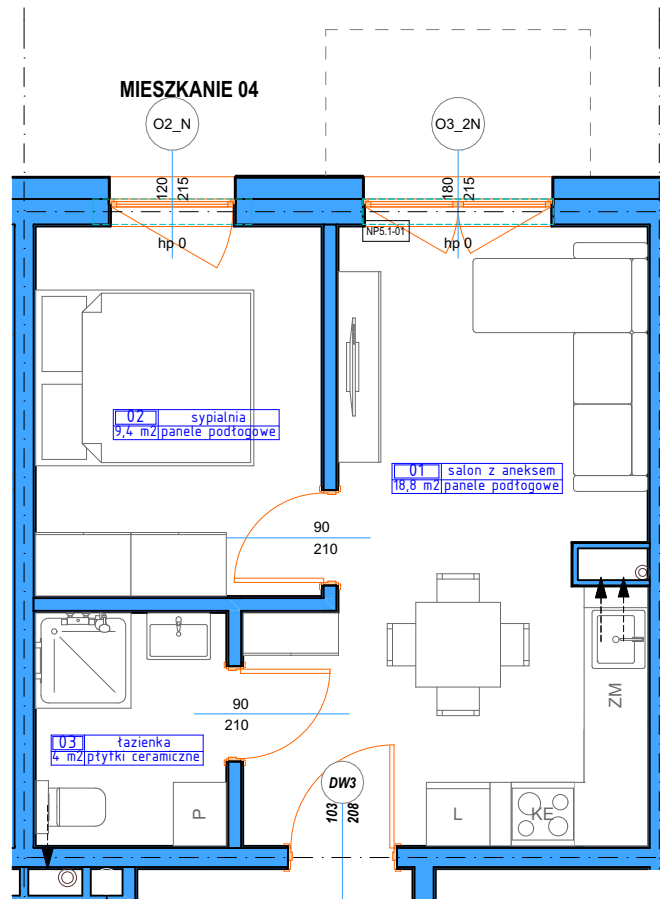 MIESZKANIE 04
O2_N
O3_2N
120
215
180
215
NP5.1-01
hp 0
hp 0
02 sypialnia
9,4 m2 panele podłogowe
01 salon z aneksem
18,8 m2 panele podłogowe
90
210
90
210
ZM
03 łazienka
4 m2 płytki ceramiczne
DW3
103
208
P
L
KE